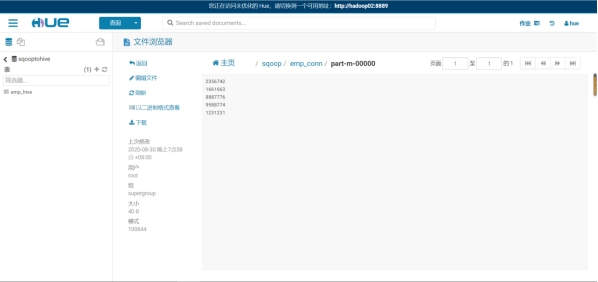 您正在访问未优化的 Hue，请切换到一个可用地址：http://hadoop02:8889
HUE
查询
Search saved documents...
作业
hue
sqooptohive
表
(1)
筛选器...
emp_hive
文件浏览器
返回
编辑文件
刷新
以二进制格式查看
下载
上次修改
2020-08-30 晚上7/258
分 +08:00
用户
root
组
supergroup
大小
40 B
模式
100644
主页 / sqoop / emp_conn / part-m-00000
页面 1 至 1 的 1
2356742
1661663
8887776
9988774
1231231